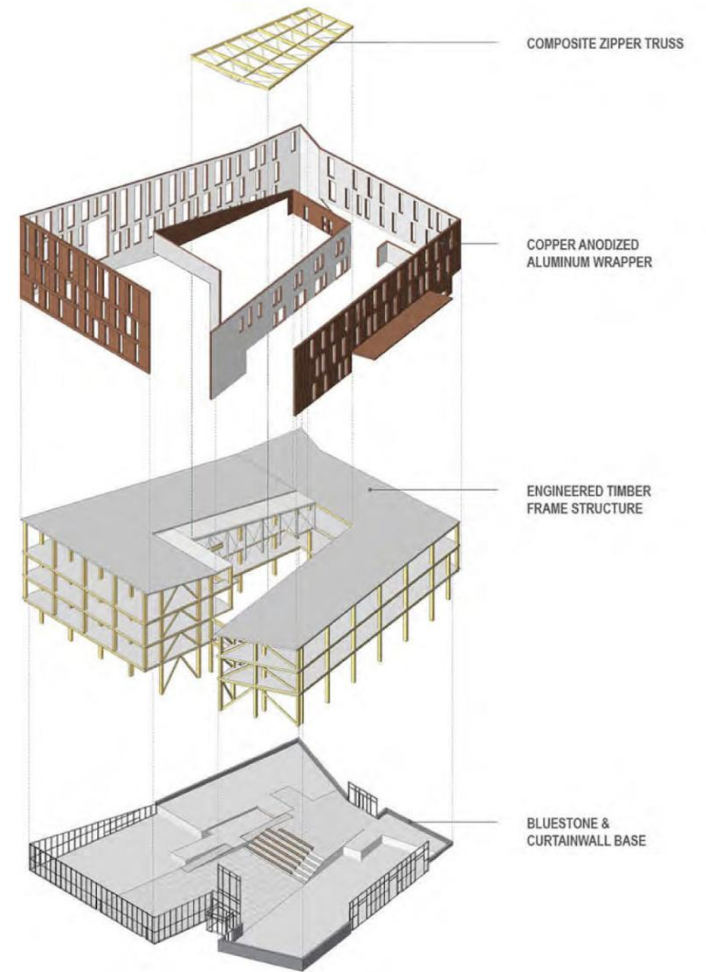 COMPOSITE ZIPPER TRUSS
COPPER ANODIZED
ALUMINUM WRAPPER
ENGINEERED TIMBER
FRAME STRUCTURE
BLUESTONE &
CURTAINWALL BASE